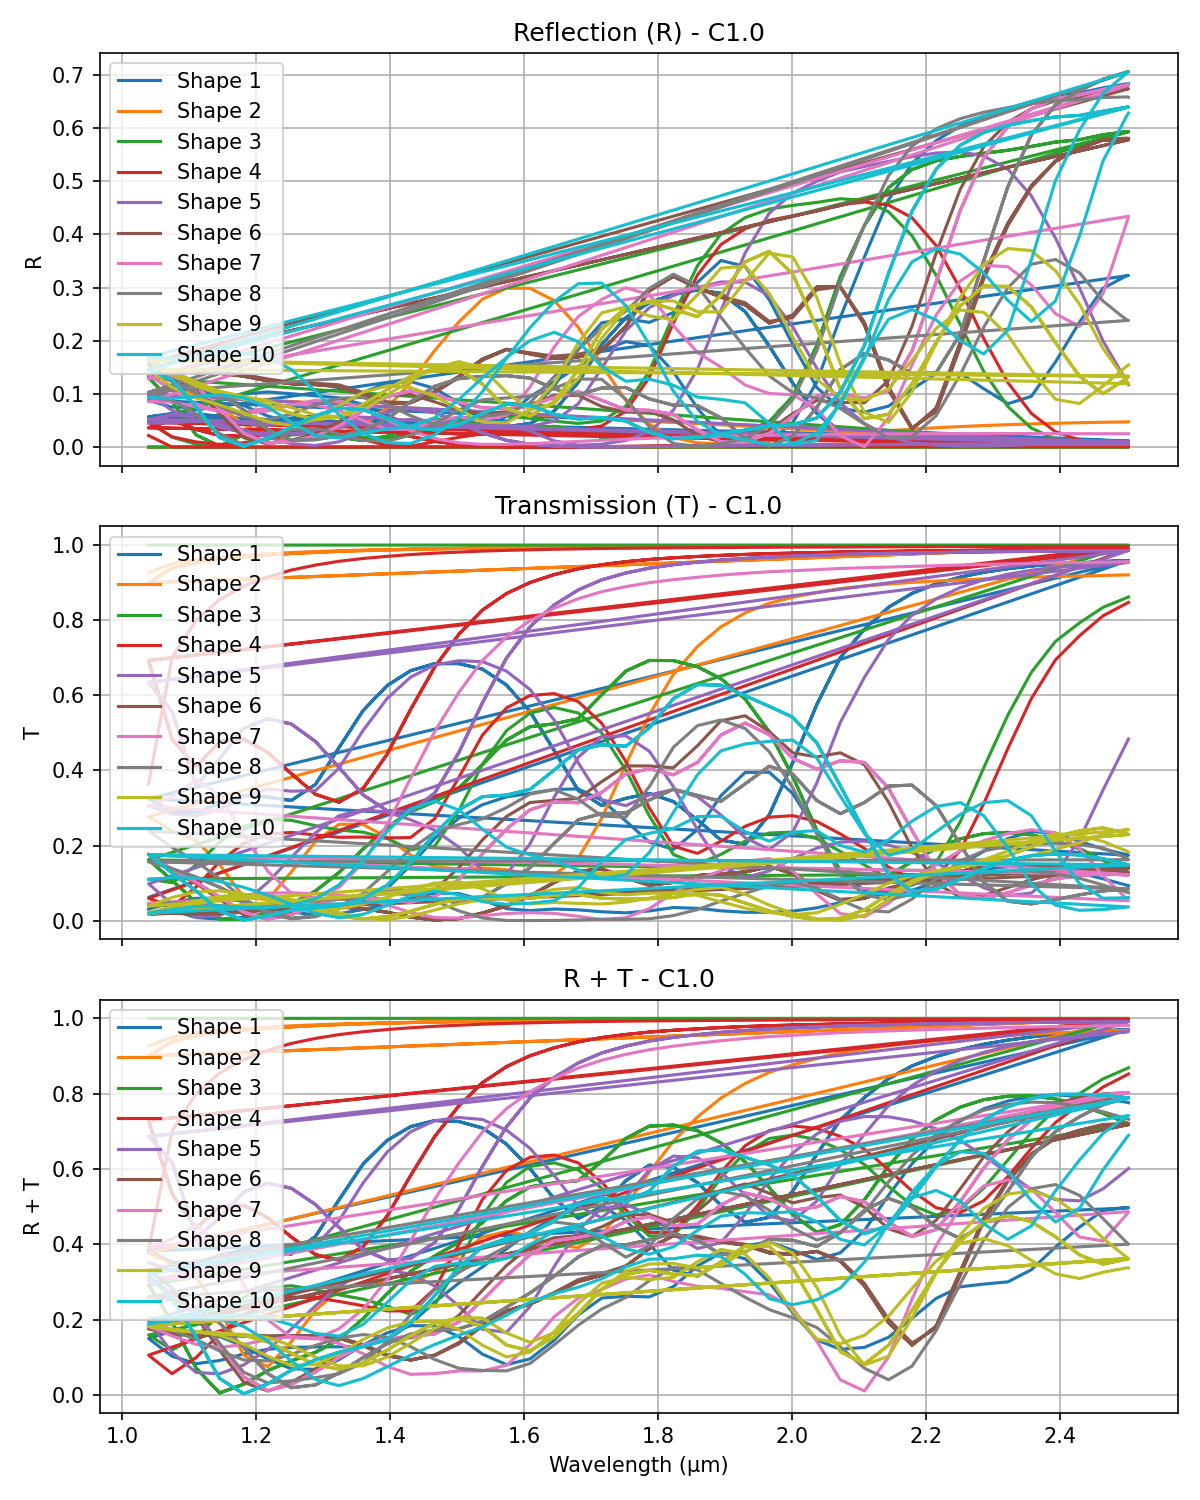 Reflection (R) - C1.0
0.7
0.6
0.5
0.4
0.3
0.2
0.1
0.0
R
Shape 1
Shape 2
Shape 3
Shape 4
Shape 5
Shape 6
Shape 7
Shape 8
Shape 9
Shape 10
Transmission (T) - C1.0
1.0
0.8
0.6
0.4
0.2
0.0
T
Shape 1
Shape 2
Shape 3
Shape 4
Shape 5
Shape 6
Shape 7
Shape 8
Shape 9
Shape 10
R + T - C1.0
1.0
0.8
0.6
0.4
0.2
0.0
R + T
Shape 1
Shape 2
Shape 3
Shape 4
Shape 5
Shape 6
Shape 7
Shape 8
Shape 9
Shape 10
1.0 1.2 1.4 1.6 1.8 2.0 2.2 2.4
Wavelength (μm)